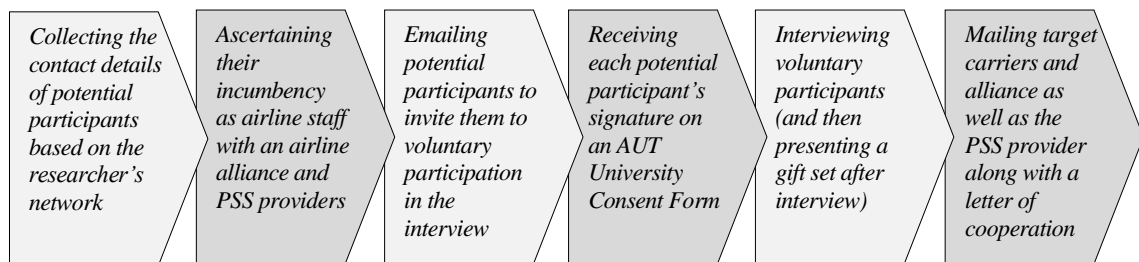 Collecting the
contact details
of potential
participants
based on the
researcher's
network
Ascertaining
their
incumbency
as airline staff
with an airline
alliance and
PSS providers
Emailing
potential
participants to
invite them to
voluntary
participation
in the
interview
Receiving
each potential
participant's
signature on
an AUT
University
Consent Form
Interviewing
voluntary
participants
(and then
presenting a
gift set after
interview)
Mailing target
carriers and
alliance as
well as the
PSS provider
along with a
letter of
cooperation